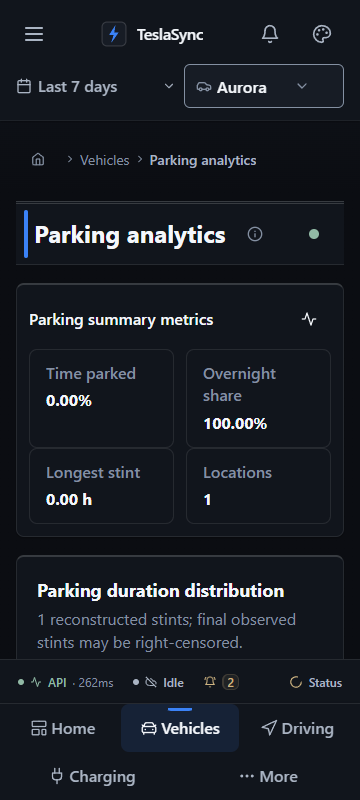 TeslaSync
Last 7 days
Aurora
Vehicles
Parking analytics
Parking analytics
Parking summary metrics
Time parked
0.00%
Overnight share
100.00%
Longest stint
0.00 h
Locations
1
Parking duration distribution
1 reconstructed stints; final observed
stints may be right-censored.
API · 262ms
Idle
2
Status
Home
Vehicles
Driving
Charging
More